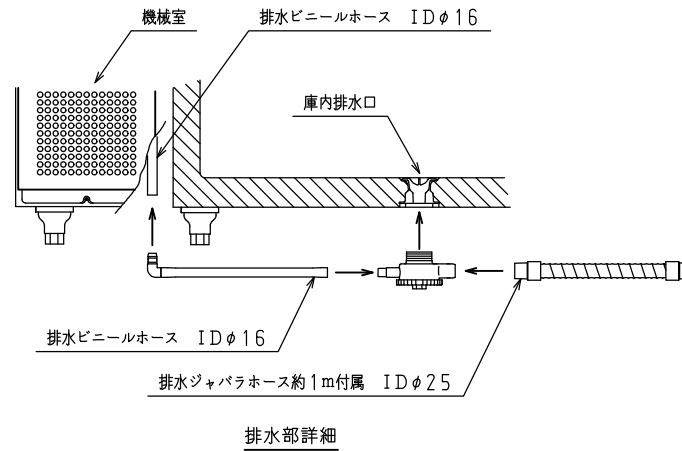 機械室
排水ビニールホース IDφ16
庫内排水口
排水ビニールホース IDφ16
排水ジャバラホース約1m付属 IDφ25
排水部詳細